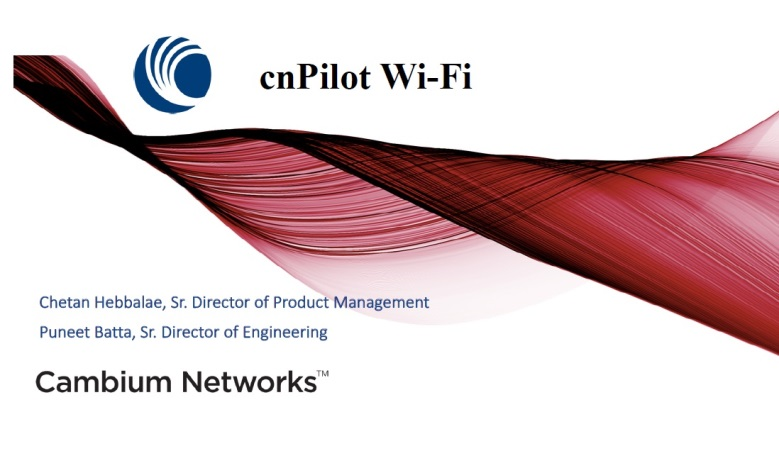 cnPilot Wi-Fi
Chetan Hebbalae, Sr. Director of Product Management
Puneet Batta, Sr. Director of Engineering
Cambium Networks™